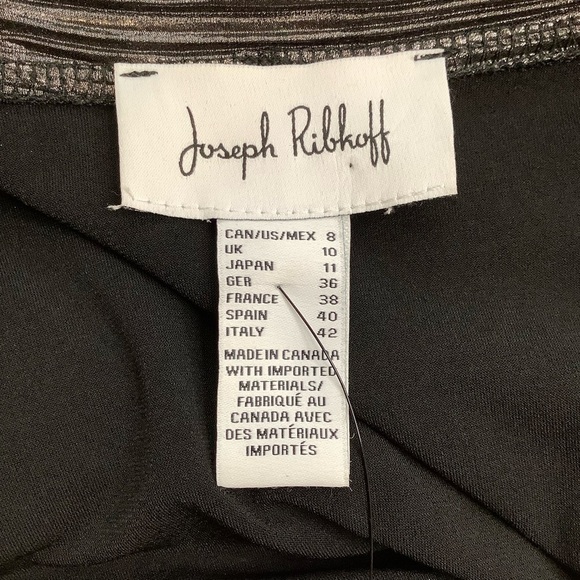 Joseph Ribkoff
CAN/US/MEX 8
UK 10
JAPAN 11
GER 36
FRANCE 38
SPAIN 40
ITALY 42
MADE IN CANADA
WITH IMPORTED
MATERIALS/
FABRIQUÉ AU
CANADA AVEC
DES MATÉRIAUX
IMPORTÉS